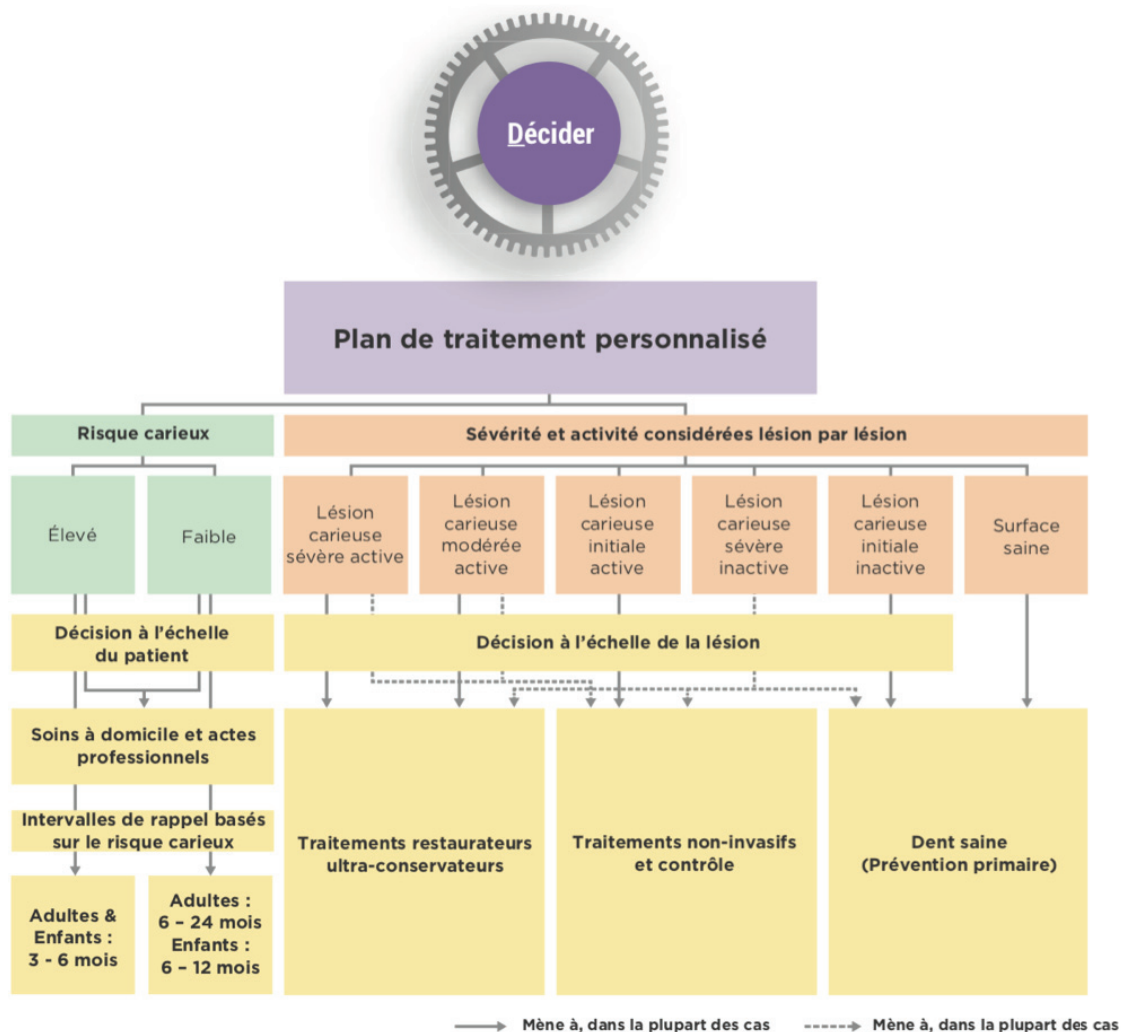 Décider
Plan de traitement personnalisé
Risque carieux
Sévérité et activité considérées lésion par lésion
Élevé
Faible
Lésion
carieuse
sévère active
Lésion
carieuse
modérée
active
Lésion
carieuse
initiale
active
Lésion
carieuse
sévère
inactive
Lésion
carieuse
initiale
inactive
Surface
saine
Décision à l'échelle
du patient
Décision à l'échelle de la lésion
Soins à domicile et actes
professionnels
Intervalles de rappel basés
sur le risque carieux
Adultes &
Enfants :
3 - 6 mois
Adultes :
6 – 24 mois
Enfants :
6 – 12 mois
Traitements restaurateurs
ultra-conservateurs
Traitements non-invasifs
et contrôle
Dent saine
(Prévention primaire)
Mène à, dans la plupart des cas
Mène à, dans la plupart des cas